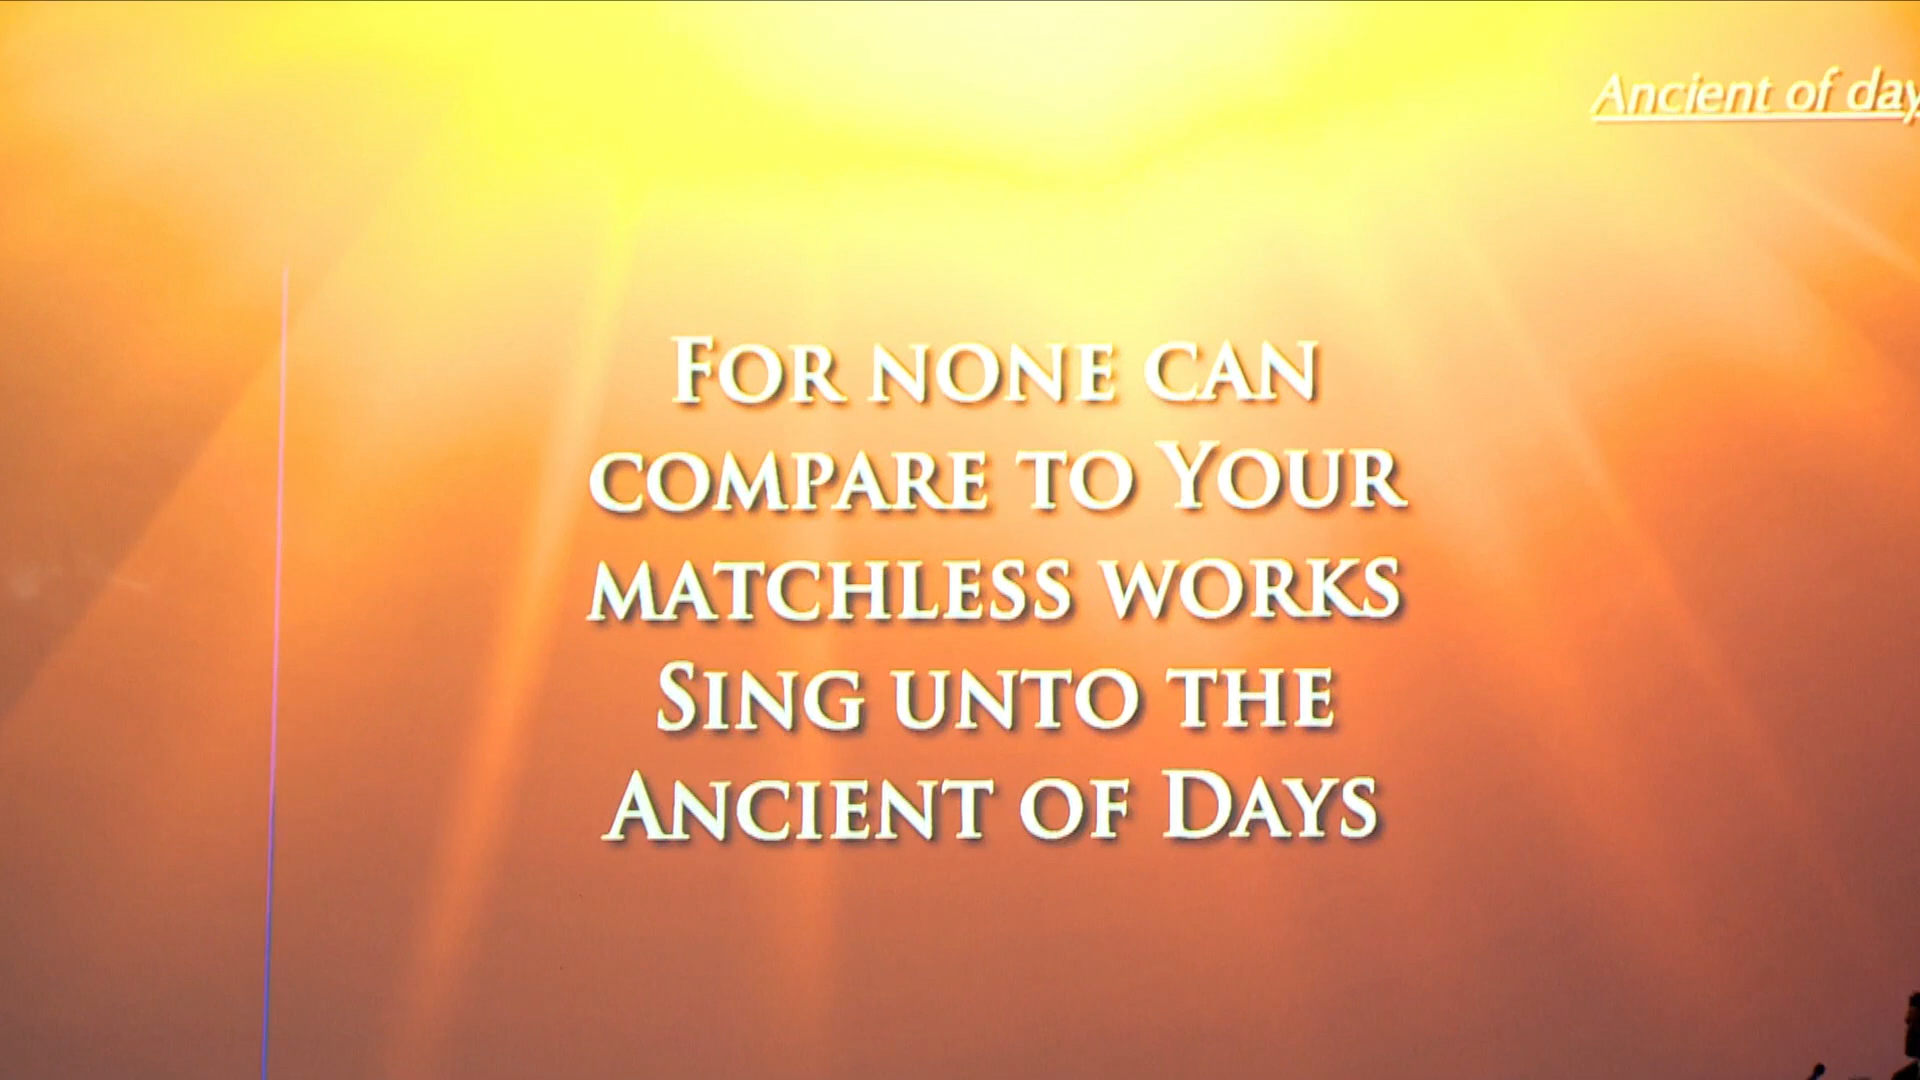 Ancient of day
For none can
compare to Your
matchless works
Sing unto the
Ancient of Days